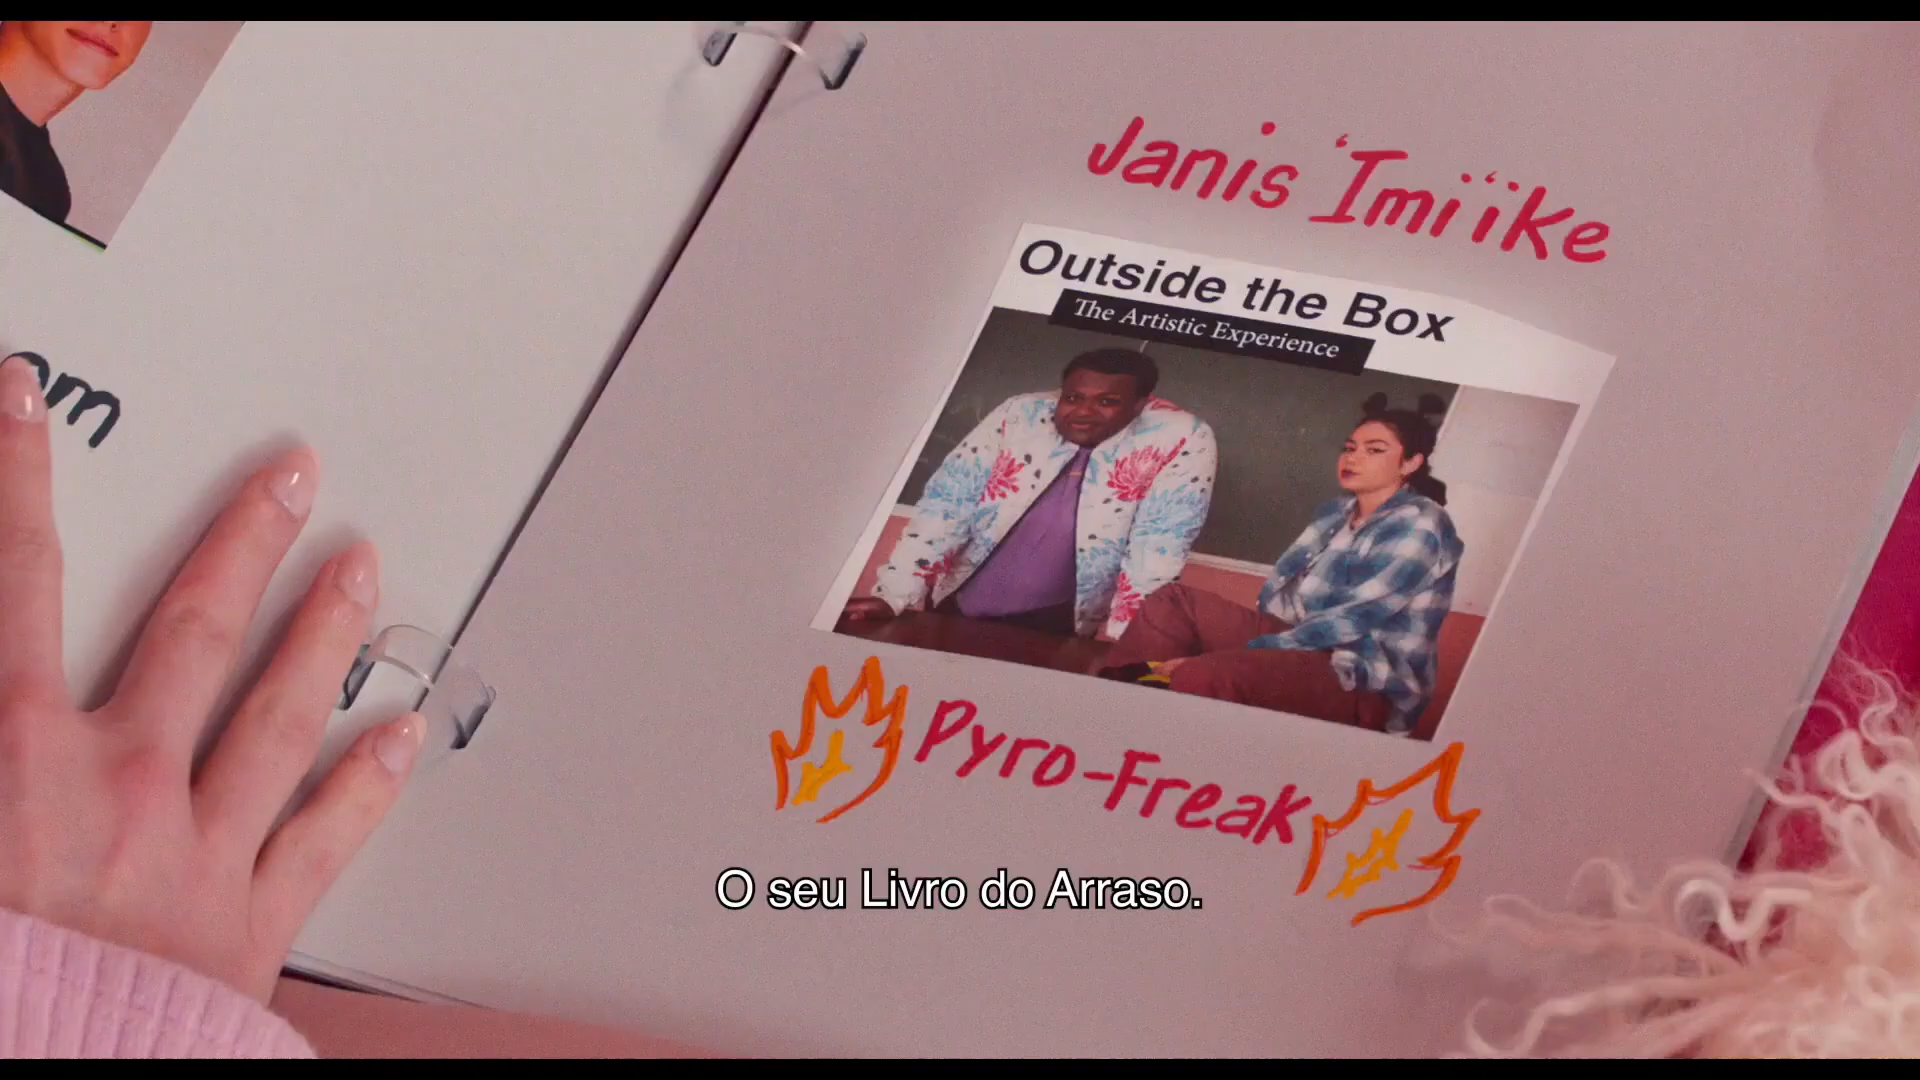 Janis 'Imi'ike
Outside the Box
The Artistic Experience
Pyro-Freak
O seu Livro do Arraso.